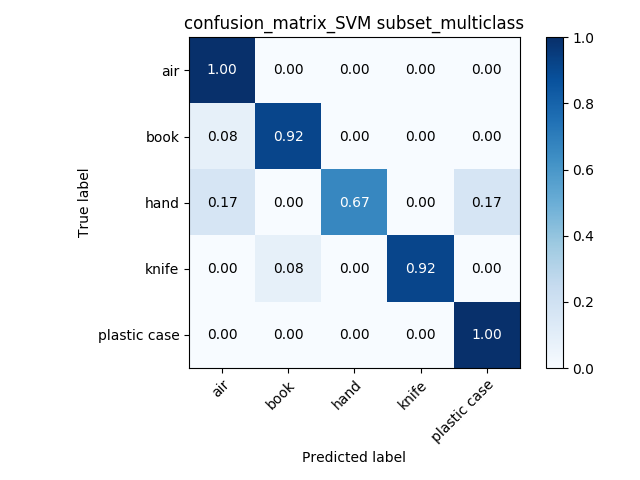 confusion_matrix_SVM subset_multiclass
air 1.00 0.00 0.00 0.00 0.00
book 0.08 0.92 0.00 0.00 0.00
hand 0.17 0.00 0.67 0.00 0.17
knife 0.00 0.08 0.00 0.92 0.00
plastic case 0.00 0.00 0.00 0.00 1.00
True label
air book hand knife plastic case
Predicted label
1.0
0.8
0.6
0.4
0.2
0.0